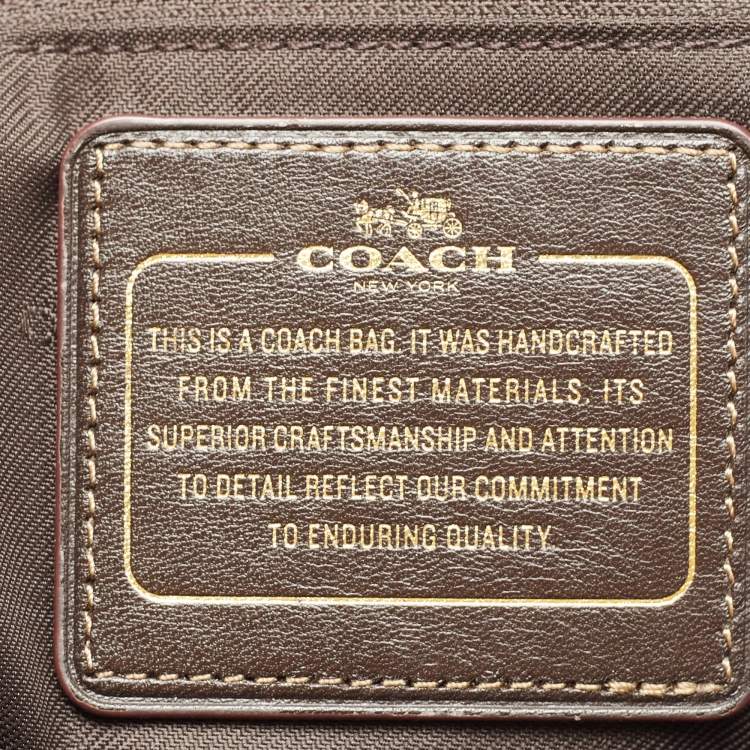 COACH
NEW YORK
THIS IS A COACH BAG. IT WAS HANDCRAFTED
FROM THE FINEST MATERIALS. ITS
SUPERIOR CRAFTSMANSHIP AND ATTENTION
TO DETAIL REFLECT OUR COMMITMENT
TO ENDURING QUALITY.